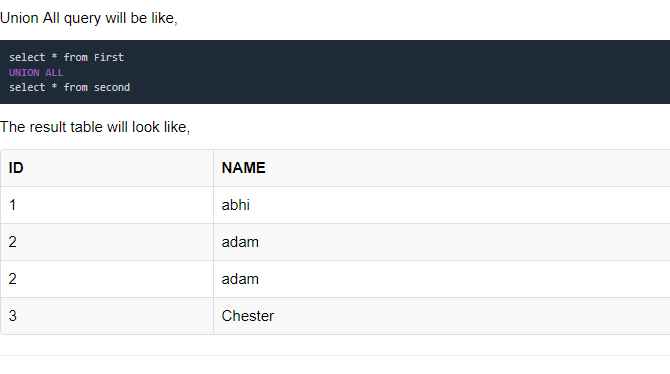 Union All query will be like,
select * from First
UNION ALL
select * from second
The result table will look like,
ID NAME
1 abhi
2 adam
2 adam
3 Chester